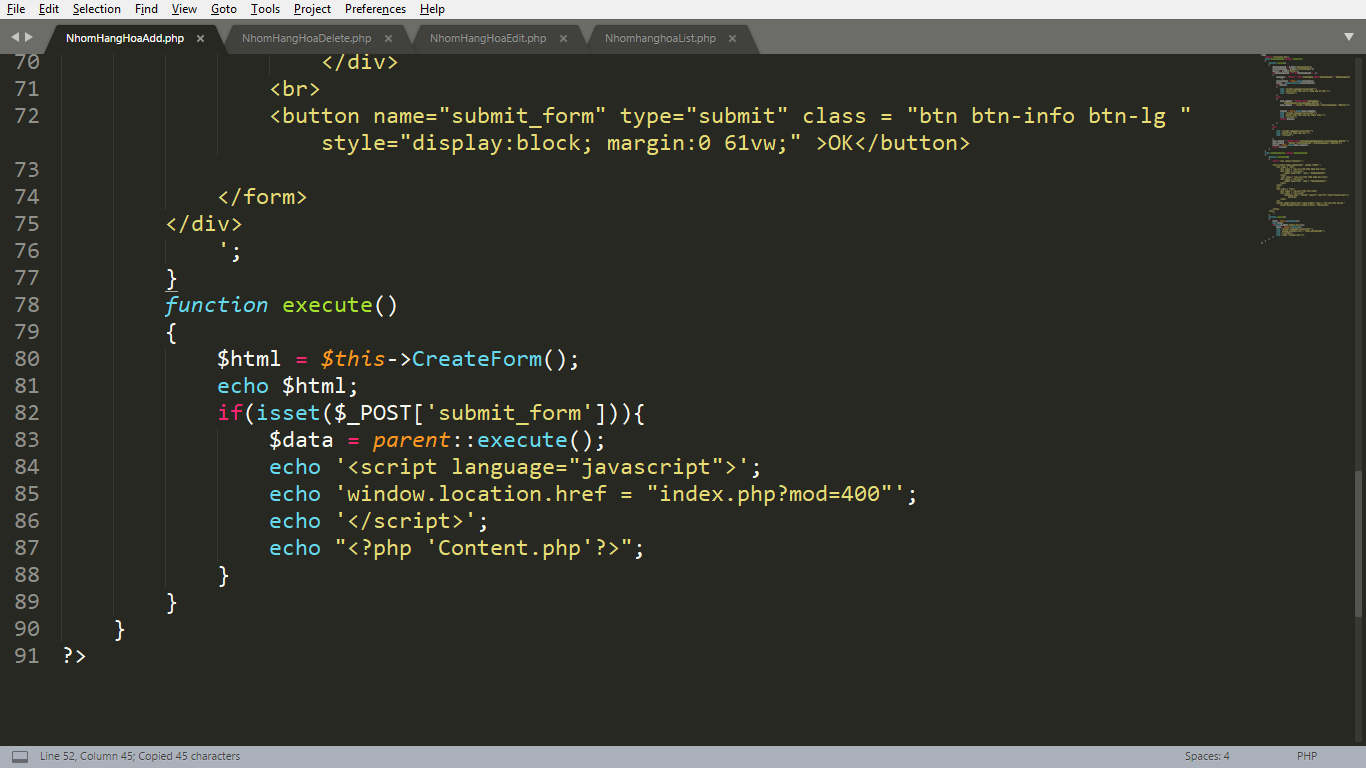 File Edit Selection Find View Goto Tools Project Preferences Help
NhomHangHoaAdd.php × NhomHangHoaDelete.php × NhomHangHoaEdit.php × NhomhanghoaList.php ×
70 </div>
71 <br>
72 <button name="submit_form" type="submit" class = "btn btn-info btn-lg "
style="display:block; margin:0 61vw;" >OK</button>
73
74 </form>
75 </div>
76 ';
77 }
78 function execute()
79 {
80 $html = $this->CreateForm();
81 echo $html;
82 if(isset($_POST['submit_form'])){
83 $data = parent::execute();
84 echo '<script language="javascript">';
85 echo 'window.location.href = "index.php?mod=400"';
86 echo '</script>';
87 echo "<?php 'Content.php'?>";
88 }
89 }
90 }
91 ?>
Line 52, Column 45; Copied 45 characters Spaces: 4 PHP